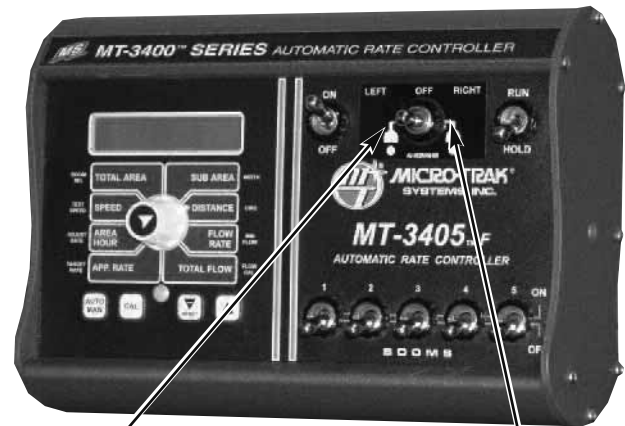 MS MT-3400™ SERIES AUTOMATIC RATE CONTROLLER
ON
OFF
LEFT OFF RIGHT
RUN
HOLD
TOTAL AREA
SUB AREA
SPEED
DISTANCE
AREA HOUR
FLOW RATE
APP. RATE
TOTAL FLOW
AUTO
MAN
CAL
RESET
MICRO-TRAK®
SYSTEMS, INC.
MT-3405
F
AUTOMATIC RATE CONTROLLER
1 2 3 4 5 ON
BOOMS